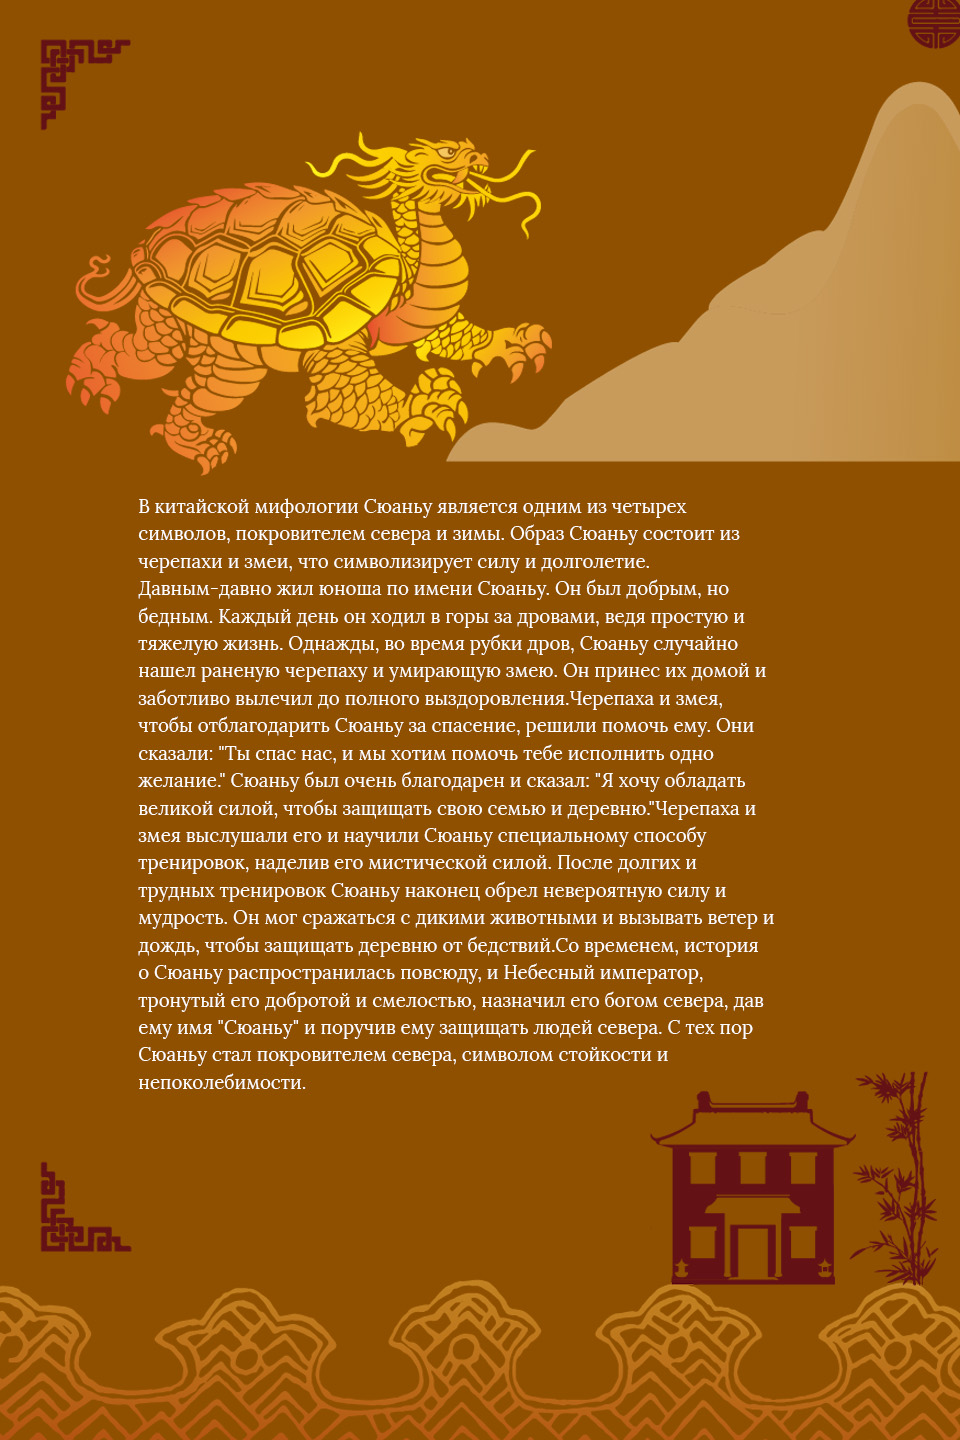 В китайской мифологии Сюаньу является одним из четырех
символов, покровителем севера и зимы. Образ Сюаньу состоит из
черепахи и змеи, что символизирует силу и долголетие.
Давным-давно жил юноша по имени Сюаньу. Он был добрым, но
бедным. Каждый день он ходил в горы за дровами, ведя простую и
тяжелую жизнь. Однажды, во время рубки дров, Сюаньу случайно
нашел раненую черепаху и умирающую змею. Он принес их домой и
заботливо вылечил до полного выздоровления.Черепаха и змея,
чтобы отблагодарить Сюаньу за спасение, решили помочь ему. Они
сказали: "Ты спас нас, и мы хотим помочь тебе исполнить одно
желание." Сюаньу был очень благодарен и сказал: "Я хочу обладать
великой силой, чтобы защищать свою семью и деревню."Черепаха и
змея выслушали его и научили Сюаньу специальному способу
тренировок, наделив его мистической силой. После долгих и
трудных тренировок Сюаньу наконец обрел невероятную силу и
мудрость. Он мог сражаться с дикими животными и вызывать ветер и
дождь, чтобы защищать деревню от бедствий.Со временем, история
о Сюаньу распространилась повсюду, и Небесный император,
тронутый его добротой и смелостью, назначил его богом севера, дав
ему имя "Сюаньу" и поручив ему защищать людей севера. С тех пор
Сюаньу стал покровителем севера, символом стойкости и
непоколебимости.